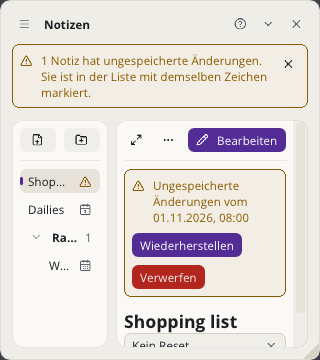 Notizen
1 Notiz hat ungespeicherte Änderungen.
Sie ist in der Liste mit demselben Zeichen
markiert.
Bearbeiten
Shop...
Dailies
Ra... 1
W...
Ungespeicherte
Änderungen vom
01.11.2026, 08:00
Wiederherstellen
Verwerfen
Shopping list
Kein Reset